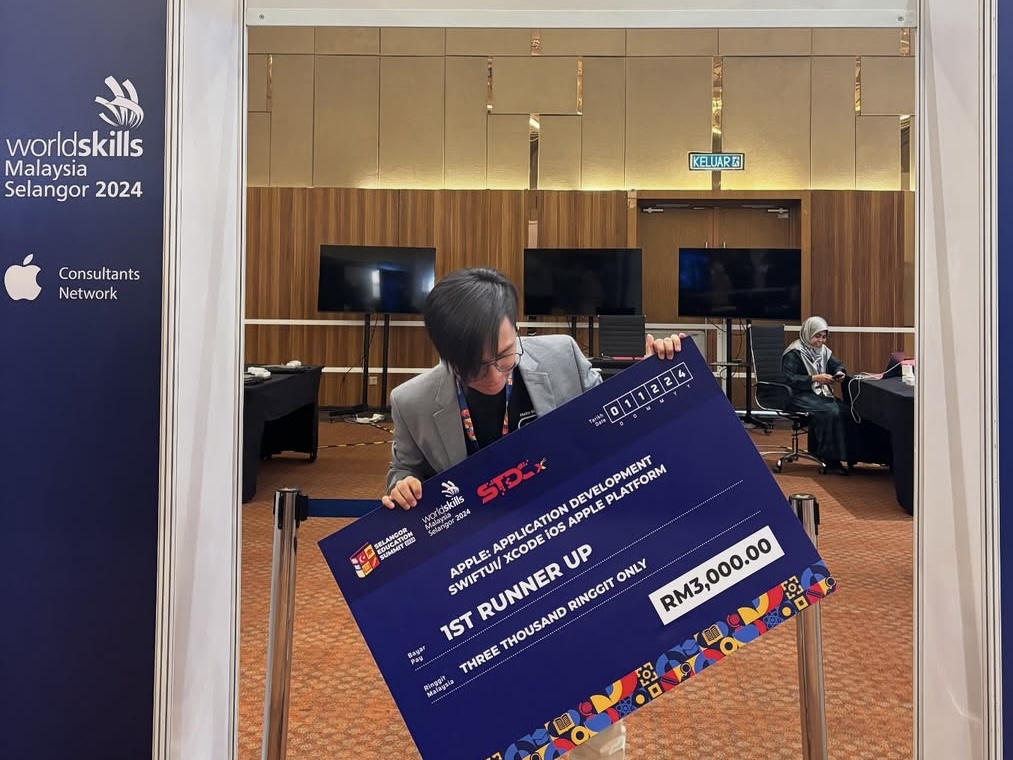 worldskills
Malaysia
Selangor 2024
Consultants
Network
KELUAR
Tarikh
Date
011224
DDMMYY
SELANGOR
EDUCATION
SUMMIT
worldskills
Malaysia
Selangor 2024
APPLE: APPLICATION DEVELOPMENT
SWIFTUI/ XCODE iOS APPLE PLATFORM
Bayar
Pay
1ST RUNNER UP
Ringgit
Malaysia
THREE THOUSAND RINGGIT ONLY
RM3,000.00